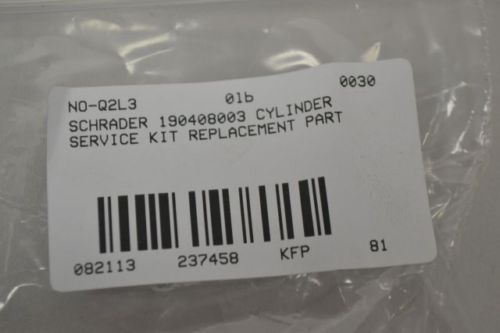 NO-Q2L3 01b 0030
SCHRADER 190408003 CYLINDER
SERVICE KIT REPLACEMENT PART
082113 237458 KFP 81